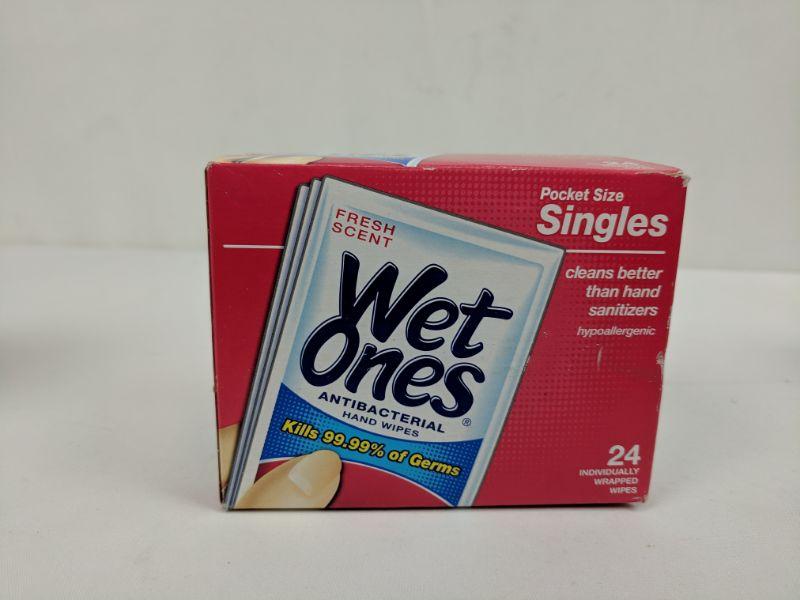 Pocket Size
Singles
cleans better
than hand
sanitizers
hypoallergenic
24
INDIVIDUALLY
WRAPPED
WIPES
FRESH
SCENT
Wet
Ones®
ANTIBACTERIAL
HAND WIPES
Kills 99.99% of Germs